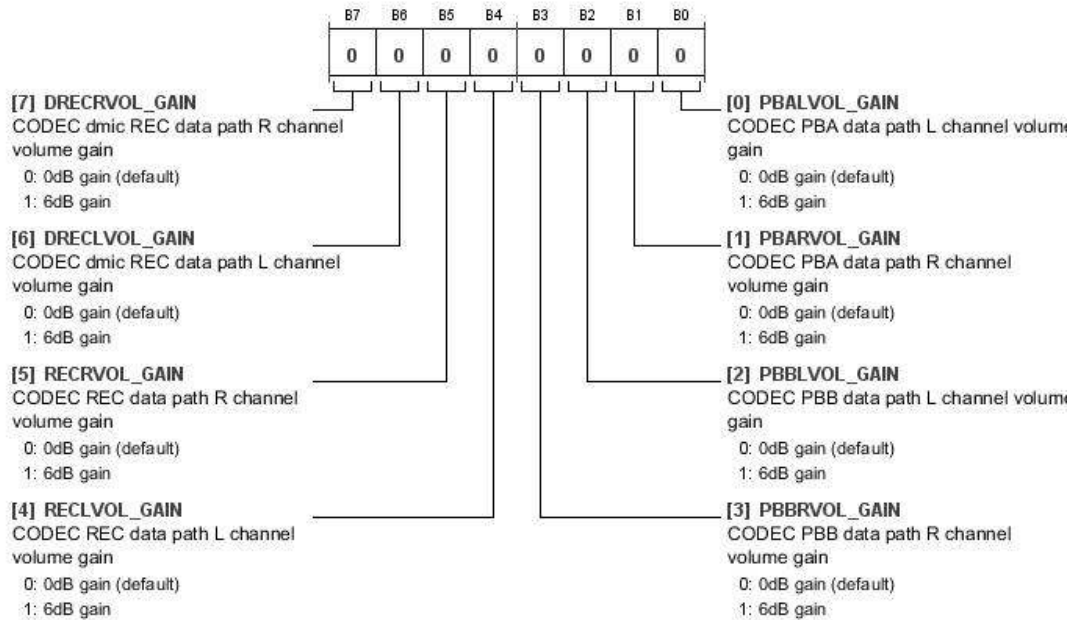 B7 B6 B5 B4 B3 B2 B1 B0
0 0 0 0 0 0 0 0
[7] DRECRVOL_GAIN
CODEC dmic REC data path R channel
volume gain
0: 0dB gain (default)
1: 6dB gain
[6] DRECLVOL_GAIN
CODEC dmic REC data path L channel
volume gain
0: 0dB gain (default)
1: 6dB gain
[5] RECRVOL_GAIN
CODEC REC data path R channel
volume gain
0: 0dB gain (default)
1: 6dB gain
[4] RECLVOL_GAIN
CODEC REC data path L channel
volume gain
0: 0dB gain (default)
1: 6dB gain
[0] PBALVOL_GAIN
CODEC PBA data path L channel volume
gain
0: 0dB gain (default)
1: 6dB gain
[1] PBARVOL_GAIN
CODEC PBA data path R channel
volume gain
0: 0dB gain (default)
1: 6dB gain
[2] PBBLVOL_GAIN
CODEC PBB data path L channel volume
gain
0: 0dB gain (default)
1: 6dB gain
[3] PBBRVOL_GAIN
CODEC PBB data path R channel
volume gain
0: 0dB gain (default)
1: 6dB gain